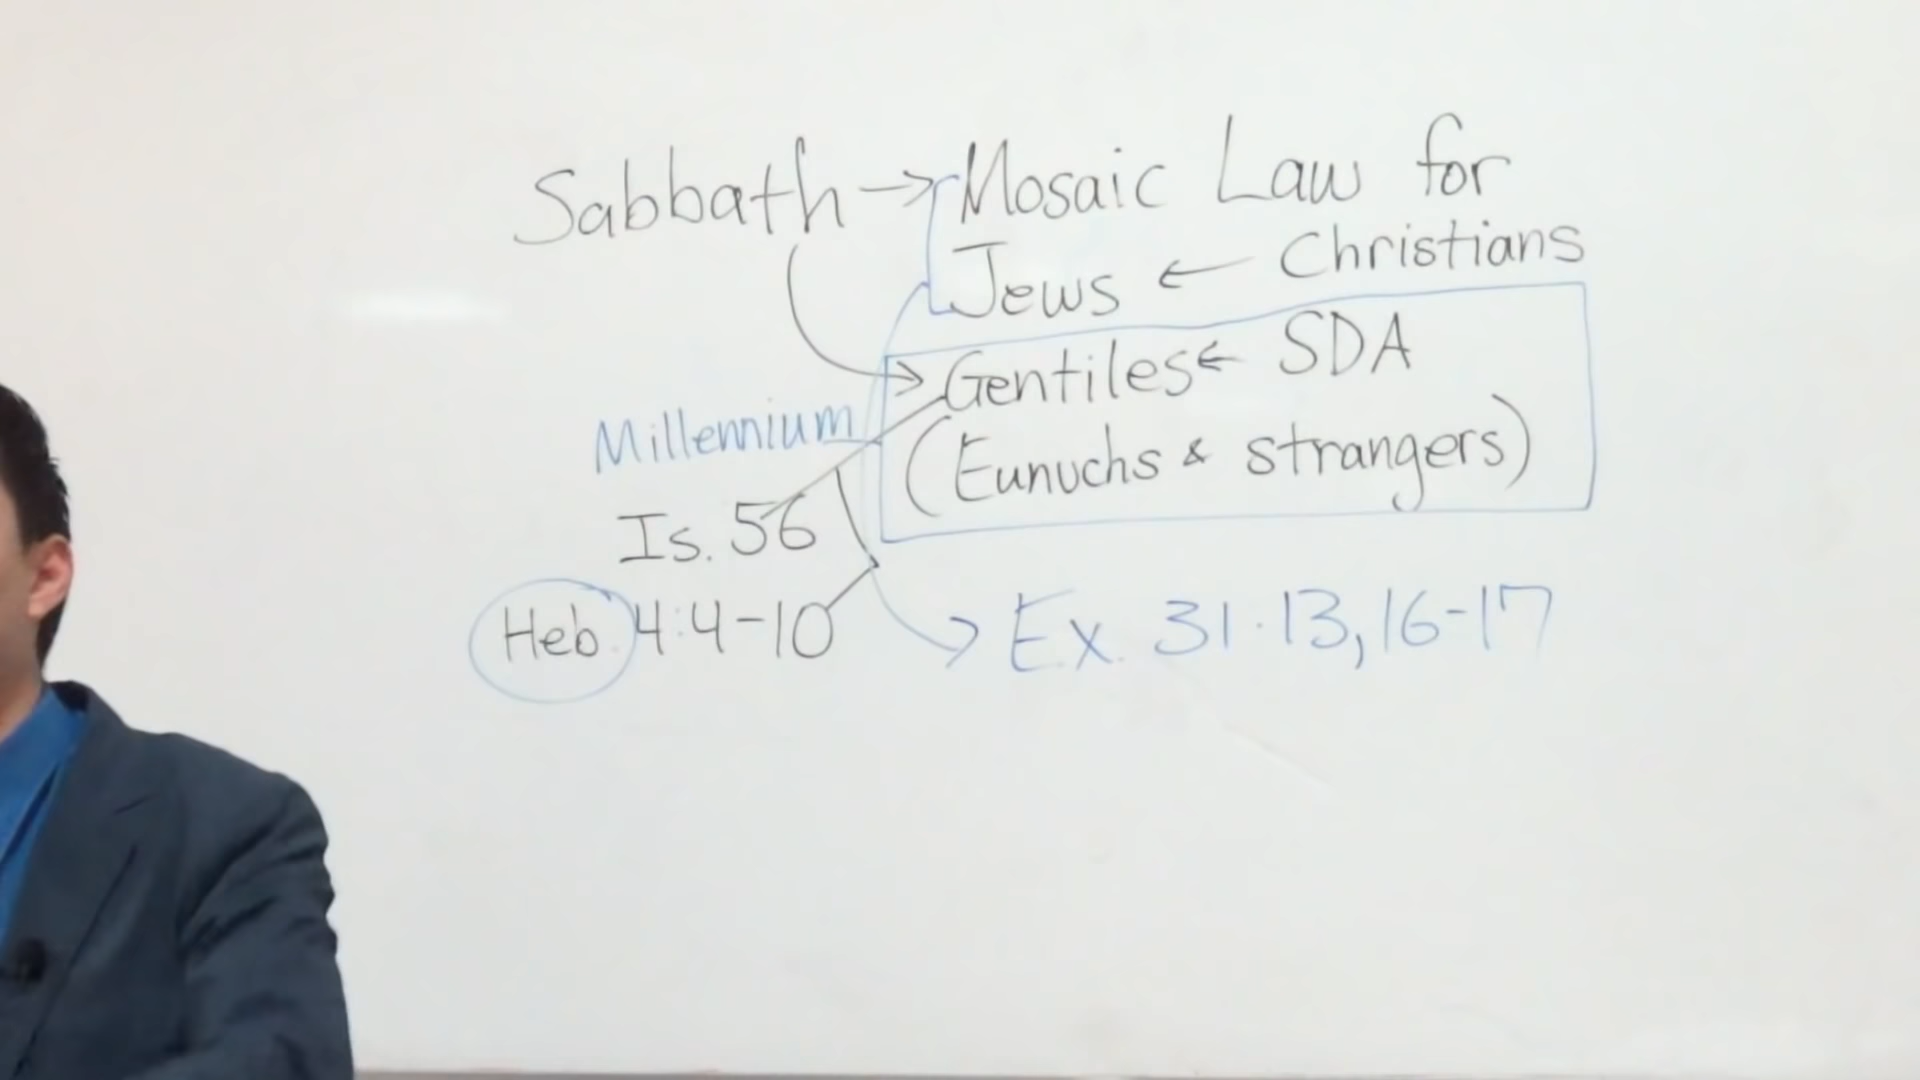 Sabbath → Mosaic Law for
Jews ← Christians
Gentiles ← SDA
(Eunuchs & strangers)
Millennium
Is. 56
Heb. 4:4-10
→ Ex. 31:13, 16-17